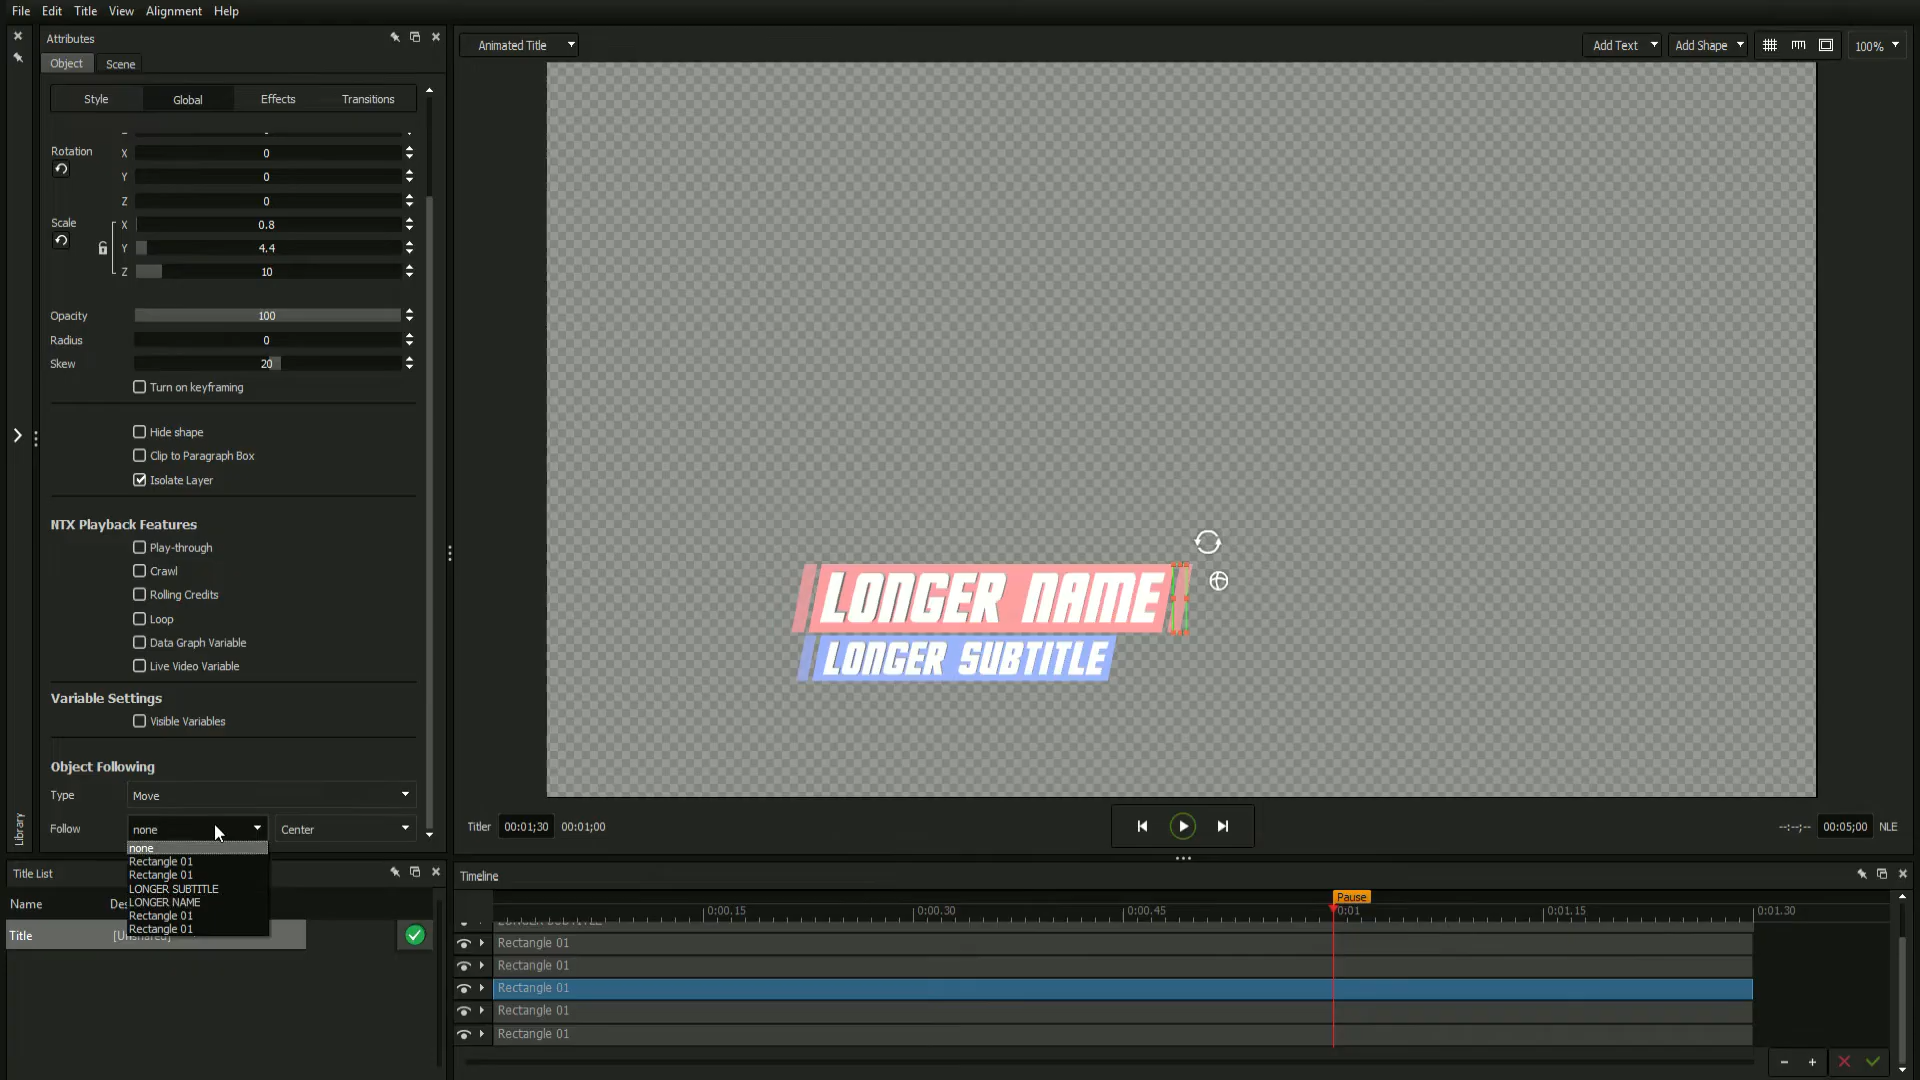 File Edit Title View Alignment Help
Attributes
Object Scene
Style Global Effects Transitions
Rotation X 0
Y 0
Z 0
Scale X 0.8
Y 4.4
Z 10
Opacity 100
Radius 0
Skew 20
Turn on keyframing
Hide shape
Clip to Paragraph Box
Isolate Layer
NTX Playback Features
Play-through
Crawl
Rolling Credits
Loop
Data Graph Variable
Live Video Variable
Variable Settings
Visible Variables
Object Following
Type Move
Follow none Center
none
Rectangle 01
Rectangle 01
LONGER SUBTITLE
LONGER NAME
Rectangle 01
Rectangle 01
Library
Title List
Name
Title
Animated Title
Add Text Add Shape 100%
LONGER NAME
LONGER SUBTITLE
Titler 00:01;30 00:01;00
--:--;-- 00:05;00 NLE
Timeline
Pause
0:00.15 0:00.30 0:00.45 0:01 0:01.15 0:01.30
LONGER SUBTITLE
Rectangle 01
Rectangle 01
Rectangle 01
Rectangle 01
Rectangle 01